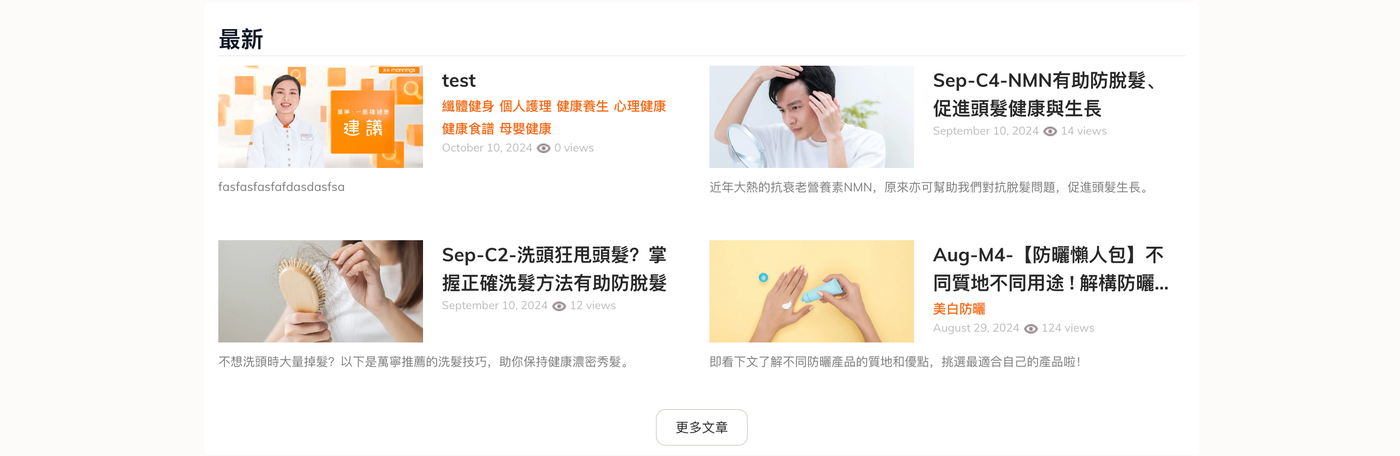 最新
mannings
萬寧．一直確誠意
建議
test
纖體健身 個人護理 健康養生 心理健康
健康食譜 母嬰健康
October 10, 2024 0 views
fasfasfasfafdasdasfsa
Sep-C4-NMN有助防脫髮、
促進頭髮健康與生長
September 10, 2024 14 views
近年大熱的抗衰老營養素NMN，原來亦可幫助我們對抗脫髮問題，促進頭髮生長。
Sep-C2-洗頭狂甩頭髮？掌
握正確洗髮方法有助防脫髮
September 10, 2024 12 views
不想洗頭時大量掉髮？以下是萬寧推薦的洗髮技巧，助你保持健康濃密秀髮。
Aug-M4-【防曬懶人包】不
同質地不同用途！解構防曬...
美白防曬
August 29, 2024 124 views
即看下文了解不同防曬產品的質地和優點，挑選最適合自己的產品啦！
更多文章